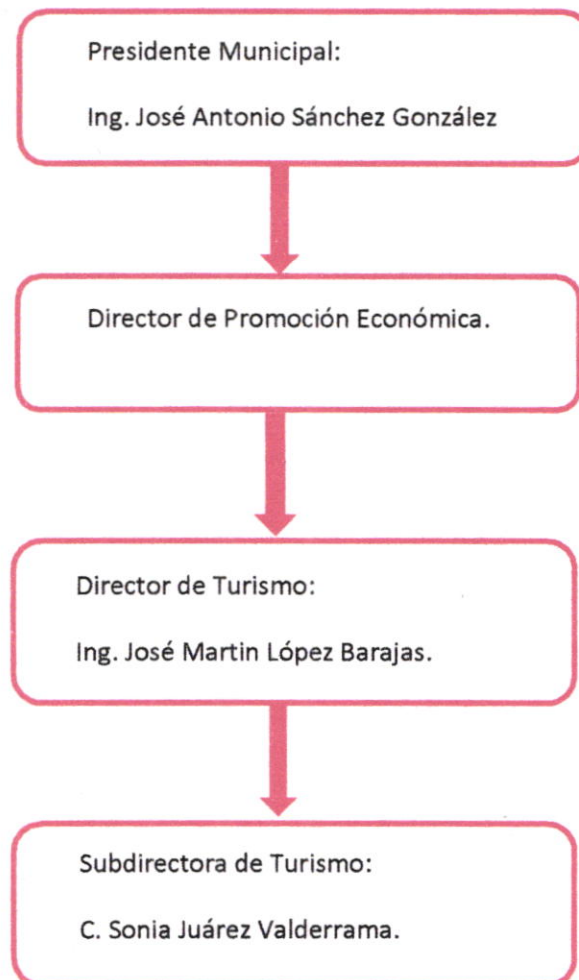 Presidente Municipal:
Ing. José Antonio Sánchez González
Director de Promoción Económica.
Director de Turismo:
Ing. José Martin López Barajas.
Subdirectora de Turismo:
C. Sonia Juárez Valderrama.